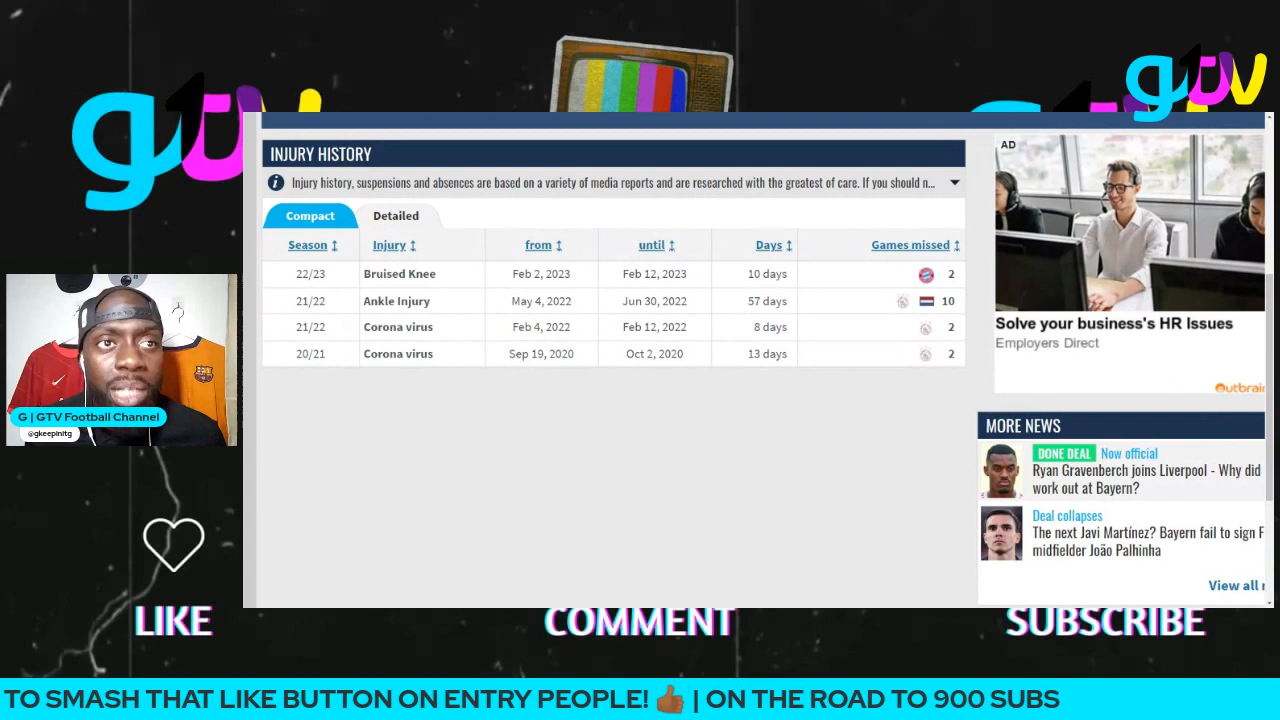 gtv
gtv
INJURY HISTORY
Injury history, suspensions and absences are based on a variety of media reports and are researched with the greatest of care. If you should n...
Compact
Detailed
Season Injury from until Days Games missed
22/23 Bruised Knee Feb 2, 2023 Feb 12, 2023 10 days 2
21/22 Ankle Injury May 4, 2022 Jun 30, 2022 57 days 10
21/22 Corona virus Feb 4, 2022 Feb 12, 2022 8 days 2
20/21 Corona virus Sep 19, 2020 Oct 2, 2020 13 days 2
AD
Solve your business's HR Issues
Employers Direct
Outbrain
MORE NEWS
DONE DEAL Now official
Ryan Gravenberch joins Liverpool - Why did
work out at Bayern?
Deal collapses
The next Javi Martínez? Bayern fail to sign F
midfielder João Palhinha
View all
G | GTV Football Channel
@gkeepinitg
LIKE
COMMENT
SUBSCRIBE
TO SMASH THAT LIKE BUTTON ON ENTRY PEOPLE! 👍🏾 | ON THE ROAD TO 900 SUBS